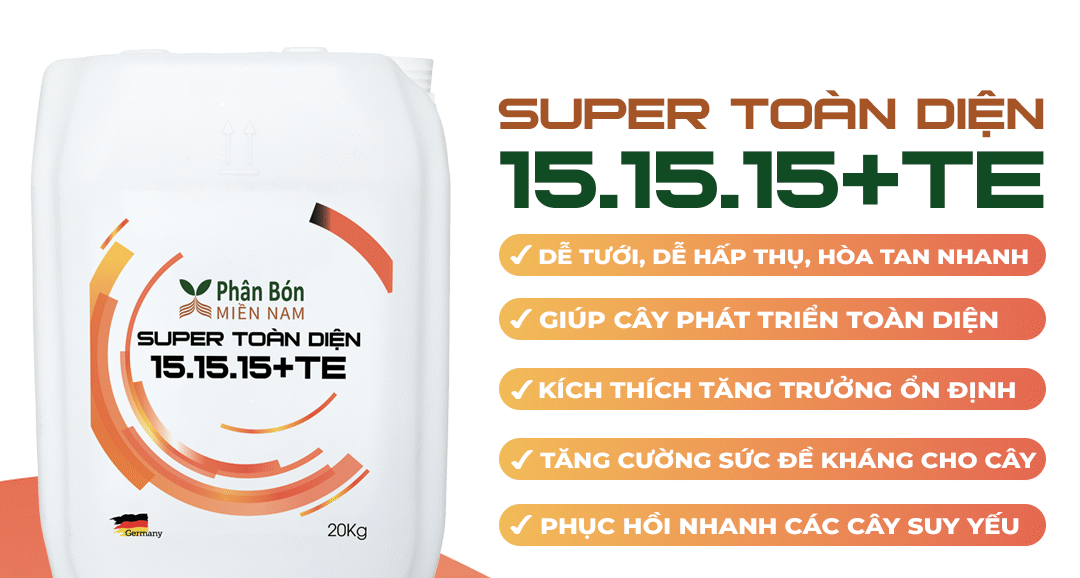 Phân Bón
MIỀN NAM
SUPER TOÀN DIỆN
15.15.15+TE
Germany
20Kg
SUPER TOÀN DIỆN
15.15.15+TE
DỄ TƯỚI, DỄ HẤP THỤ, HÒA TAN NHANH
GIÚP CÂY PHÁT TRIỂN TOÀN DIỆN
KÍCH THÍCH TĂNG TRƯỞNG ỔN ĐỊNH
TĂNG CƯỜNG SỨC ĐỀ KHÁNG CHO CÂY
PHỤC HỒI NHANH CÁC CÂY SUY YẾU